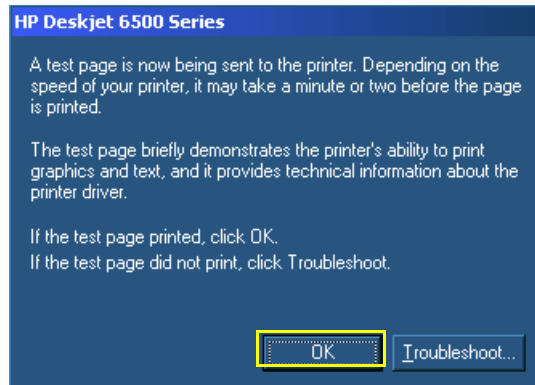 HP Deskjet 6500 Series
A test page is now being sent to the printer. Depending on the
speed of your printer, it may take a minute or two before the page
is printed.
The test page briefly demonstrates the printer's ability to print
graphics and text, and it provides technical information about the
printer driver.
If the test page printed, click OK.
If the test page did not print, click Troubleshoot.
OK
Troubleshoot...